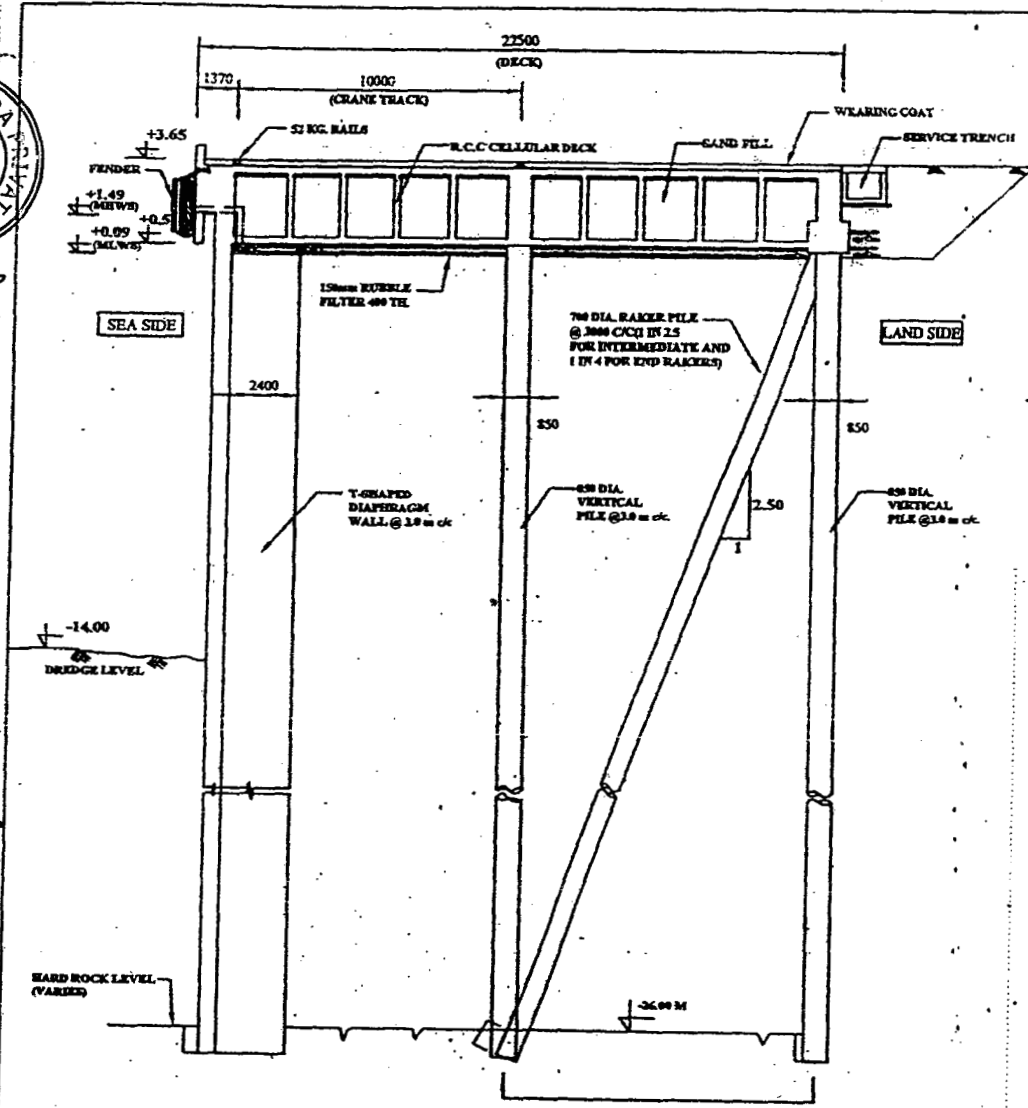 22500
(DECK)
1370
10000
(CRANE TRACK)
52 KG. RAILS
R.C.C CELLULAR DECK
SAND FILL
WEARING COAT
SERVICE TRENCH
+3.65
FENDER
+1.49
(MHWS)
+0.5
+0.09
(MLWS)
150mm RUBBLE
FILTER 400 TH.
SEA SIDE
700 DIA. RAKER PILE
@ 3000 C/C(1 IN 2.5
FOR INTERMEDIATE AND
1 IN 4 FOR END RAKERS)
LAND SIDE
2400
850
850
T-SHAPED
DIAPHRAGM
WALL @ 3.0 m c/c
850 DIA.
VERTICAL
PILE @3.0 m c/c.
2.50
1
850 DIA.
VERTICAL
PILE @3.0 m c/c.
-14.00
DREDGE LEVEL
HARD ROCK LEVEL
(VARIES)
-26.00 M